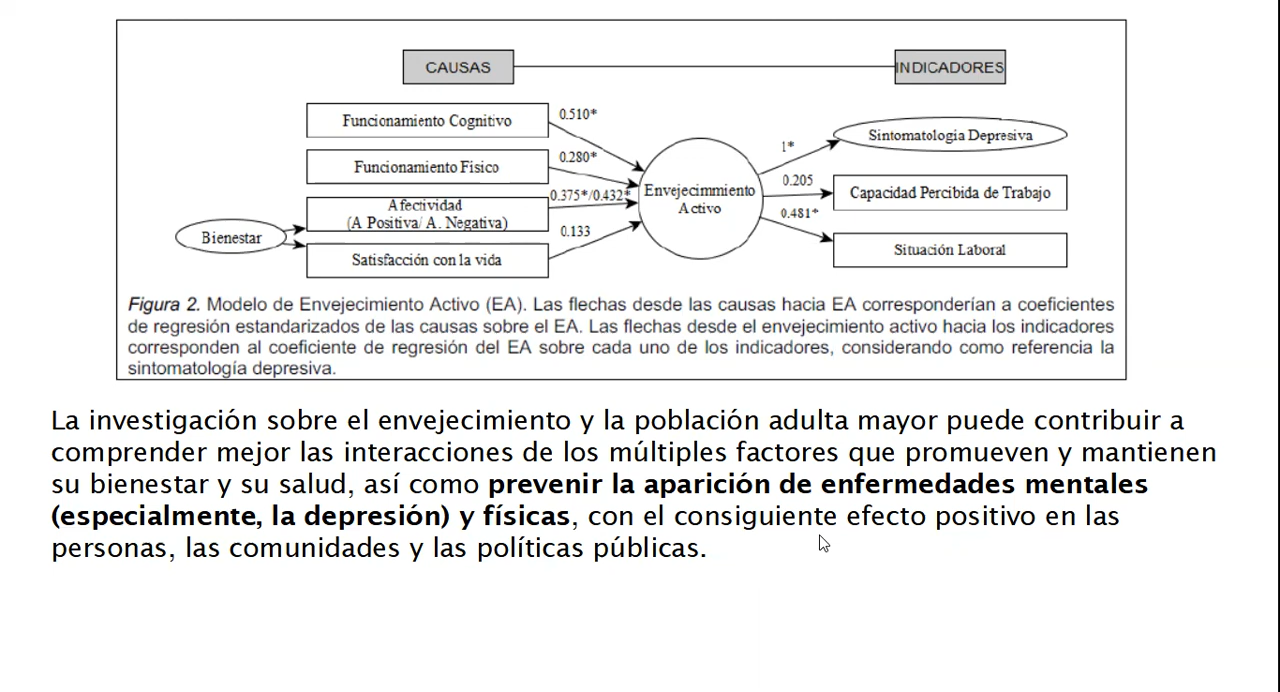 CAUSAS
INDICADORES
Funcionamiento Cognitivo
0.510*
Funcionamiento Físico
0.280*
Afectividad
(A Positiva/ A. Negativa)
0.375*/0.432*
Bienestar
Satisfacción con la vida
0.133
Envejecimmiento
Activo
1*
Sintomatologia Depresiva
0.205
Capacidad Percibida de Trabajo
0.481*
Situación Laboral
Figura 2. Modelo de Envejecimiento Activo (EA). Las flechas desde las causas hacia EA corresponderían a coeficientes
de regresión estandarizados de las causas sobre el EA. Las flechas desde el envejecimiento activo hacia los indicadores
corresponden al coeficiente de regresión del EA sobre cada uno de los indicadores, considerando como referencia la
sintomatología depresiva.
La investigación sobre el envejecimiento y la población adulta mayor puede contribuir a
comprender mejor las interacciones de los múltiples factores que promueven y mantienen
su bienestar y su salud, así como prevenir la aparición de enfermedades mentales
(especialmente, la depresión) y físicas, con el consiguiente efecto positivo en las
personas, las comunidades y las políticas públicas.